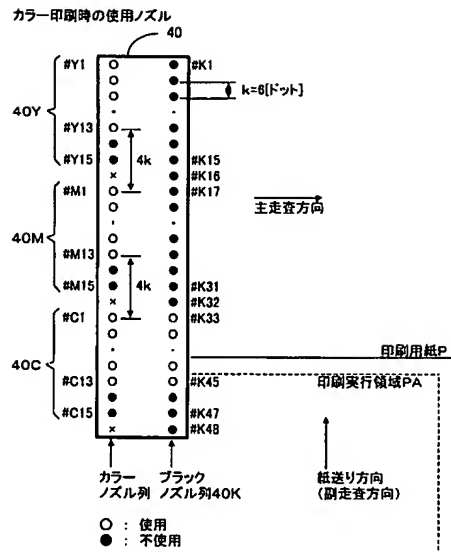 カラー印刷時の使用ノズル
40
#Y1
#K1
k=6[ドット]
40Y
#Y13
4k
#Y15
#K15
#K16
#M1
#K17
主走査方向
40M
#M13
#M15
4k
#K31
#K32
#C1
#K33
印刷用紙P
40C
印刷実行領域PA
#C13
#K45
#C15
#K47
#K48
カラー
ノズル列
ブラック
ノズル列40K
紙送り方向
(副走査方向)
○ : 使用
● : 不使用